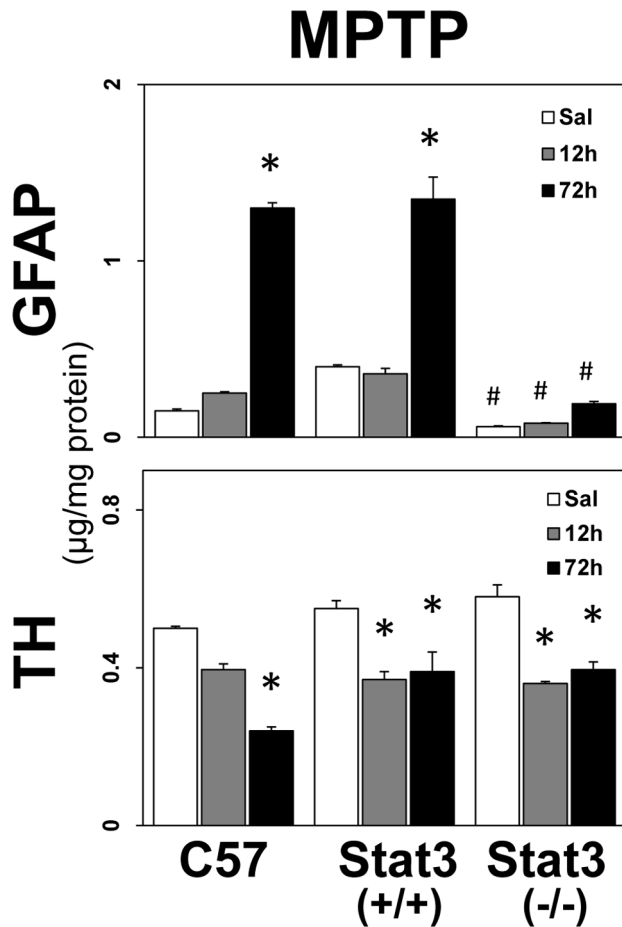 MPTP
2
Sal
12h
72h
*
*
GFAP
1
(µg/mg protein)
#
#
#
0
0.8
Sal
12h
72h
TH
*
*
*
*
*
0.4
0
C57
Stat3
(+/+)
Stat3
(-/-)